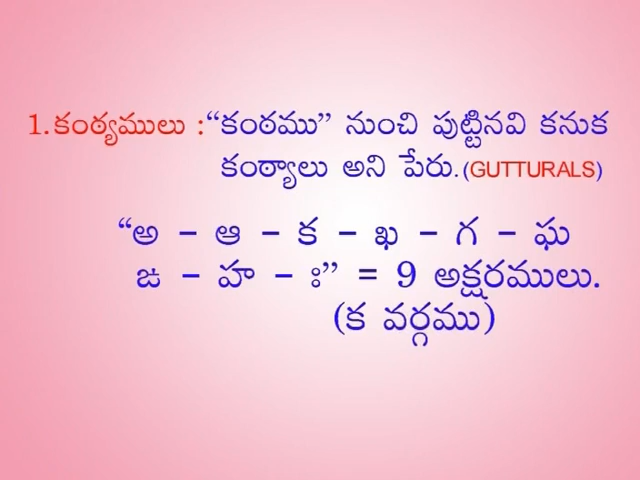 1.కంఠ్యములు :“కంఠము” నుంచి పుట్టినవి కనుక
కంఠ్యాలు అని పేరు.(GUTTURALS)
“అ – ఆ – క – ఖ – గ – ఘ
ఙ – హ – ః” = 9 అక్షరములు.
(క వర్గము)